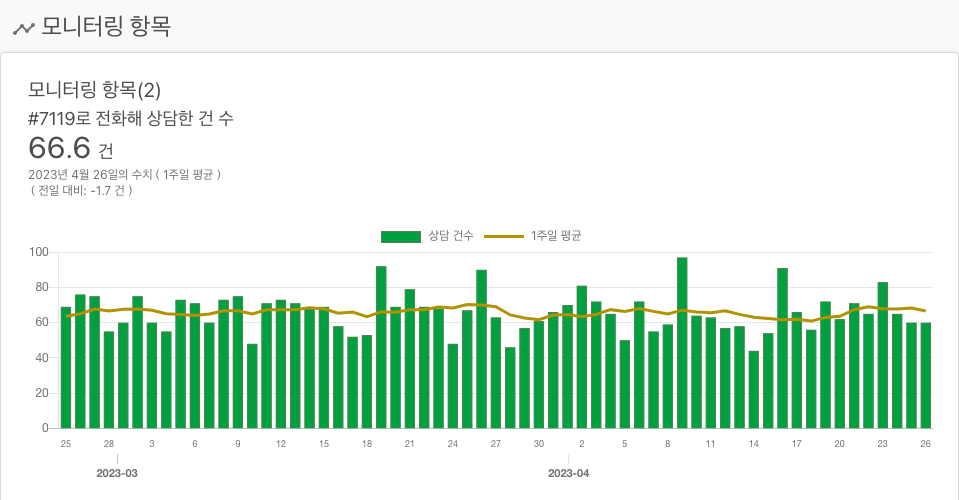 모니터링 항목
모니터링 항목(2)
#7119로 전화해 상담한 건 수
66.6 건
2023년 4월 26일의 수치 ( 1주일 평균 )
( 전일 대비: -1.7 건 )
상담 건수 1주일 평균
100
80
60
40
20
0
25 28 3 6 9 12 15 18 21 24 27 30 2 5 8 11 14 17 20 23 26
2023-03 2023-04